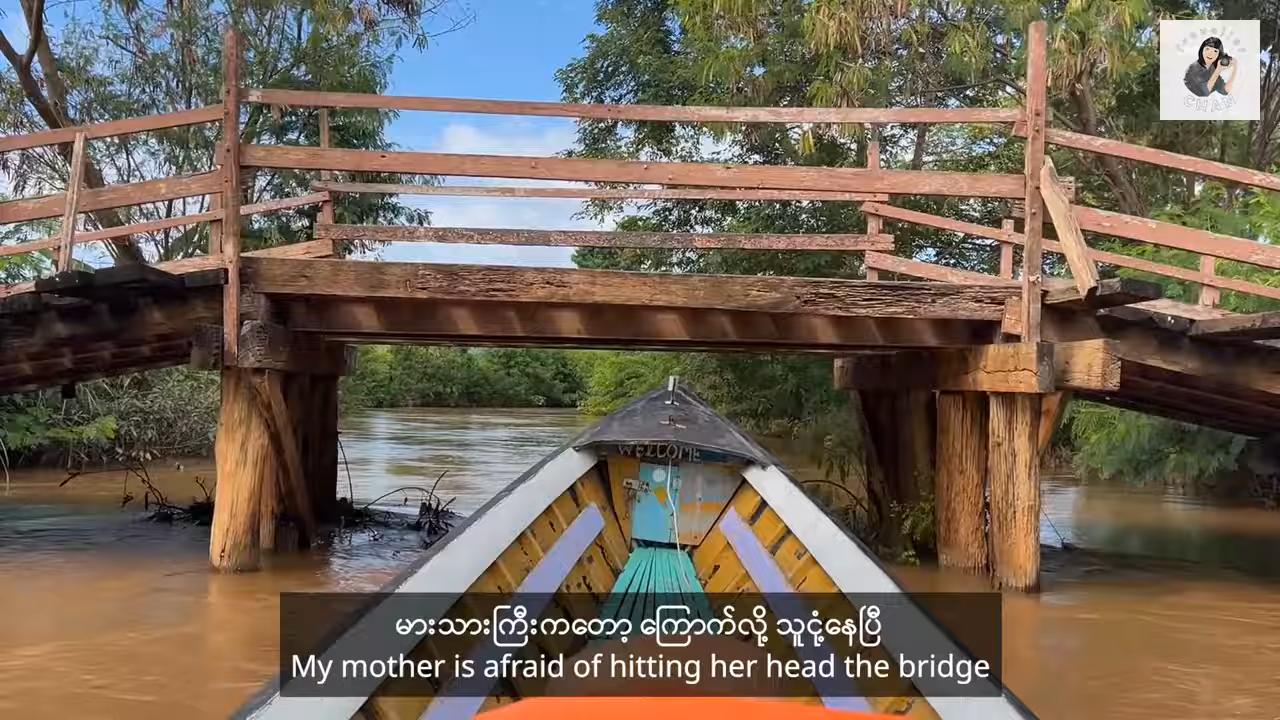 CHAN
WELCOME
မားသားကြီးကတော့ ကြောက်လို့ သူငုံ့နေပြီ
My mother is afraid of hitting her head the bridge